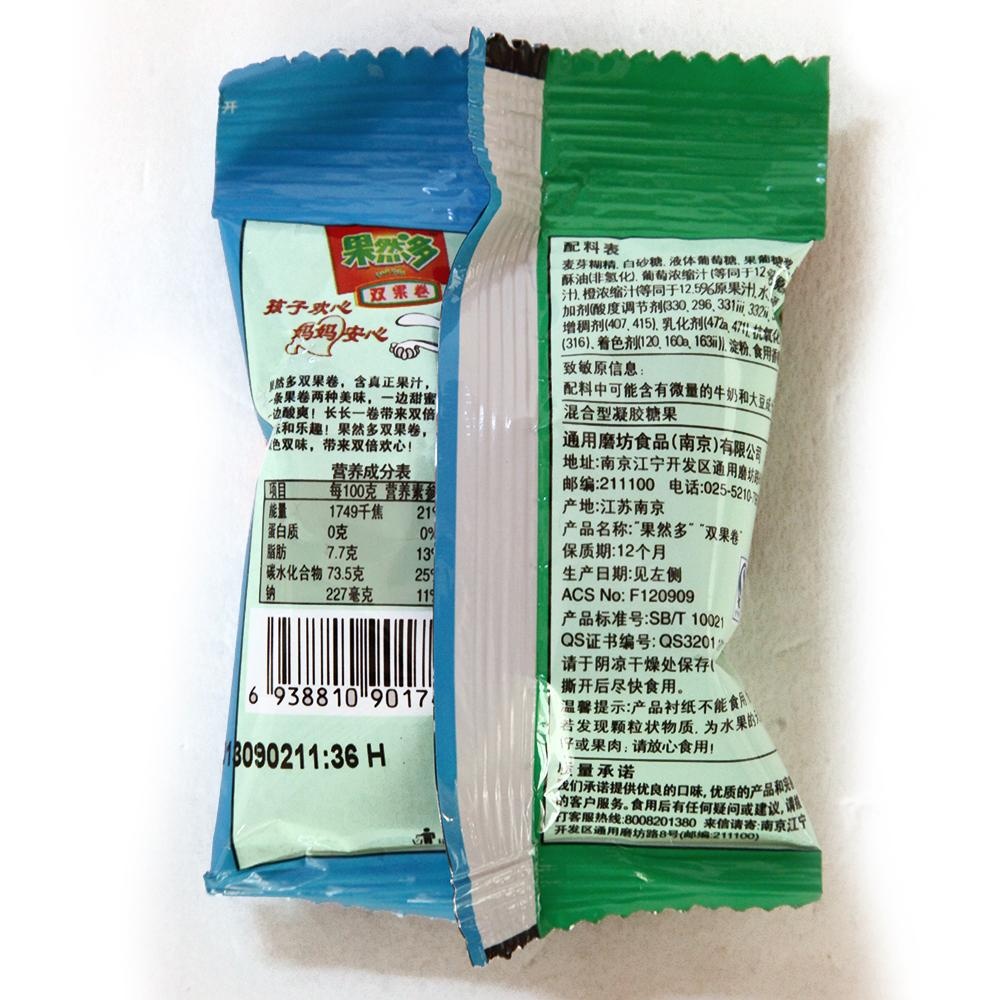 开
果然多
双果卷
孩子欢心
妈妈安心
然多双果卷，含真正果汁，
条果卷两种美味，一边甜蜜
边酸爽！长长一卷带来双倍
乐和乐趣！果然多双果卷，
色双味，带来双倍欢心！
营养成分表
项目 每100克 营养素参
能量 1749千焦 21%
蛋白质 0克 0%
脂肪 7.7克 13%
碳水化合物 73.5克 25%
钠 227毫克 11%
6 938810 9017
13090211:36 H
配料表
麦芽糊精, 白砂糖, 液体葡萄糖, 果葡糖
酥油(非氢化), 葡萄浓缩汁(等同于12
汁), 橙浓缩汁(等同于12.5%原果汁), 水,
加剂(酸度调节剂(330, 296, 331iii, 332ii,
增稠剂(407, 415), 乳化剂(472a, 471), 抗氧化
(316), 着色剂(120, 160a, 163ii)), 淀粉, 食用香
致敏原信息:
配料中可能含有微量的牛奶和大豆成
混合型凝胶糖果
通用磨坊食品(南京)有限公司
地址:南京江宁开发区通用磨坊路
邮编:211100 电话:025-5210-
产地:江苏南京
产品名称:"果然多" "双果卷"
保质期:12个月
生产日期:见左侧
ACS No: F120909
产品标准号:SB/T 10021
QS证书编号: QS3201
请于阴凉干燥处保存(
撕开后尽快食用。
温馨提示:产品衬纸不能食用
若发现颗粒状物质, 为水果的
籽或果肉; 请放心食用!
质量承诺
我们承诺提供优良的口味, 优质的产品和完
的客户服务。食用后有任何疑问或建议, 请
打客服热线:8008201380 来信请寄:南京江宁
开发区通用磨坊路8号(邮编:211100)